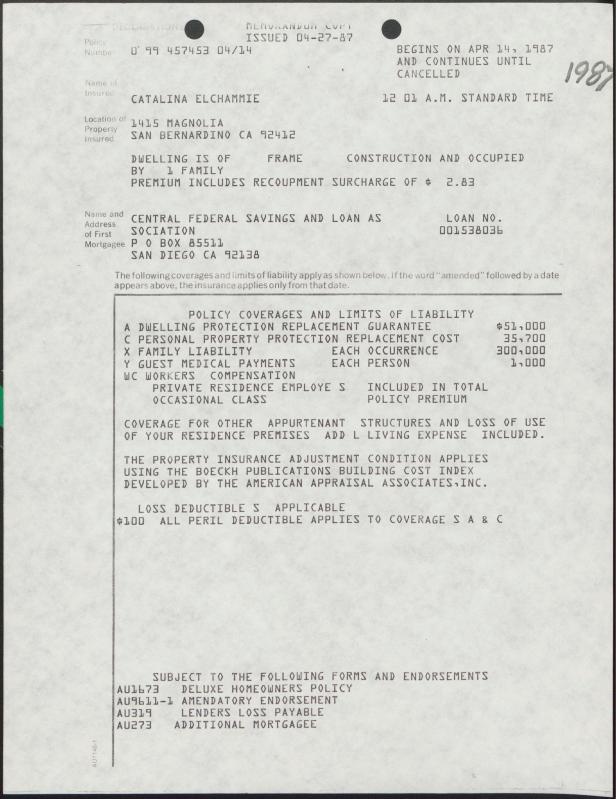 DECLARATIONS MEMORANDUM COPY
ISSUED 04-27-87
Policy
Number 0 99 457453 04/14 BEGINS ON APR 14, 1987
AND CONTINUES UNTIL
CANCELLED
1987
Name of
Insured CATALINA ELCHAMMIE 12 01 A.M. STANDARD TIME
Location of 1415 MAGNOLIA
Property
Insured SAN BERNARDINO CA 92412
DWELLING IS OF FRAME CONSTRUCTION AND OCCUPIED
BY 1 FAMILY
PREMIUM INCLUDES RECOUPMENT SURCHARGE OF $ 2.83
Name and CENTRAL FEDERAL SAVINGS AND LOAN AS LOAN NO.
Address SOCIATION 001538036
of First
Mortgagee P O BOX 85511
SAN DIEGO CA 92138
The following coverages and limits of liability apply as shown below. If the word "amended" followed by a date
appears above, the insurance applies only from that date.
POLICY COVERAGES AND LIMITS OF LIABILITY
A DWELLING PROTECTION REPLACEMENT GUARANTEE $51,000
C PERSONAL PROPERTY PROTECTION REPLACEMENT COST 35,700
X FAMILY LIABILITY EACH OCCURRENCE 300,000
Y GUEST MEDICAL PAYMENTS EACH PERSON 1,000
WC WORKERS COMPENSATION
PRIVATE RESIDENCE EMPLOYE S INCLUDED IN TOTAL
OCCASIONAL CLASS POLICY PREMIUM
COVERAGE FOR OTHER APPURTENANT STRUCTURES AND LOSS OF USE
OF YOUR RESIDENCE PREMISES ADD L LIVING EXPENSE INCLUDED.
THE PROPERTY INSURANCE ADJUSTMENT CONDITION APPLIES
USING THE BOECKH PUBLICATIONS BUILDING COST INDEX
DEVELOPED BY THE AMERICAN APPRAISAL ASSOCIATES,INC.
LOSS DEDUCTIBLE S APPLICABLE
$100 ALL PERIL DEDUCTIBLE APPLIES TO COVERAGE S A & C
SUBJECT TO THE FOLLOWING FORMS AND ENDORSEMENTS
AU1673 DELUXE HOMEOWNERS POLICY
AU9611-1 AMENDATORY ENDORSEMENT
AU319 LENDERS LOSS PAYABLE
AU273 ADDITIONAL MORTGAGEE